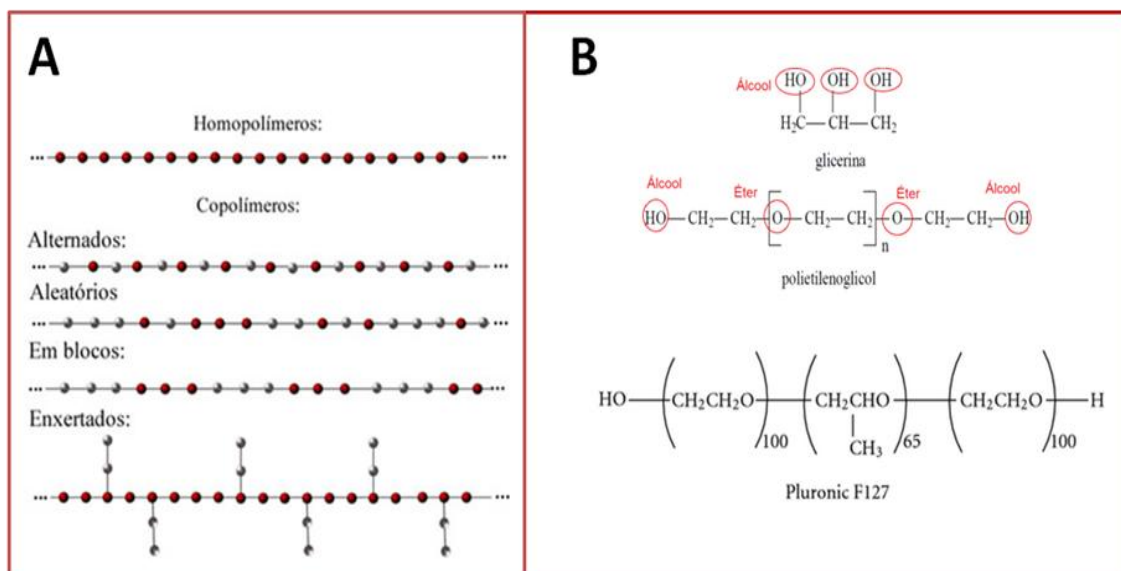 A
Homopolímeros:
... ...
Copolímeros:
Alternados:
... ...
Aleatórios
... ...
Em blocos:
... ...
Enxertados:
... ...
B
Álcool
HO OH OH
H₂C—CH—CH₂
glicerina
Álcool Éter Éter Álcool
HO—CH₂—CH₂[O—CH₂—CH₂]O—CH₂—CH₂—OH
n
polietilenoglicol
HO—(CH₂CH₂O)₁₀₀—(CH₂CHO)₆₅—(CH₂CH₂O)₁₀₀—H
CH₃
Pluronic F127